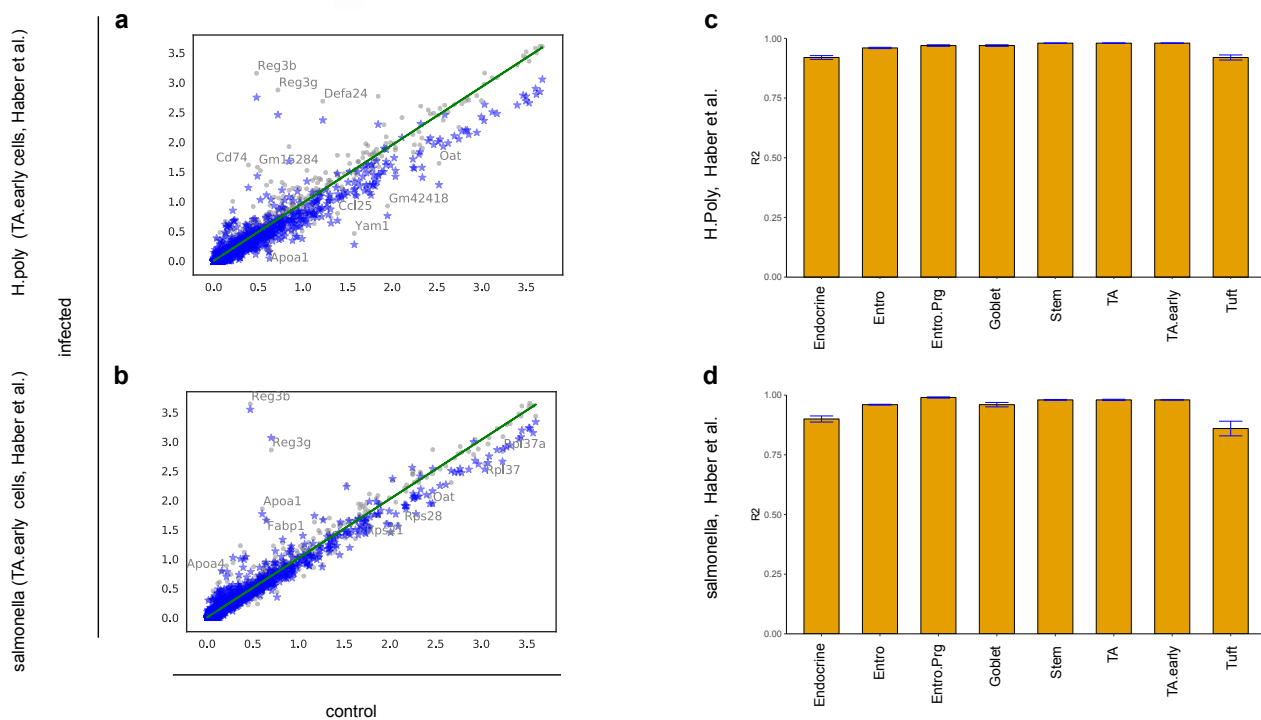 a
H.poly (TA.early cells, Haber et al.)
3.5
3.0
2.5
2.0
1.5
1.0
0.5
0.0
Reg3b
Reg3g
Defa24
Cd74
Gm15284
Oat
Ccl25
Gm42418
Yam1
Apoa1
0.0 0.5 1.0 1.5 2.0 2.5 3.0 3.5
infected
b
salmonella (TA.early cells, Haber et al.)
3.5
3.0
2.5
2.0
1.5
1.0
0.5
0.0
Reg3b
Reg3g
Rpl37a
Rpl37
Apoa1
Oat
Fabp1
Rps28
Rps21
Apoa4
0.0 0.5 1.0 1.5 2.0 2.5 3.0 3.5
control
c
H.Poly, Haber et al.
R2
1.00
0.75
0.50
0.25
0.00
Endocrine
Entro
Entro.Prg
Goblet
Stem
TA
TA.early
Tuft
d
salmonella, Haber et al.
R2
1.00
0.75
0.50
0.25
0.00
Endocrine
Entro
Entro.Prg
Goblet
Stem
TA
TA.early
Tuft